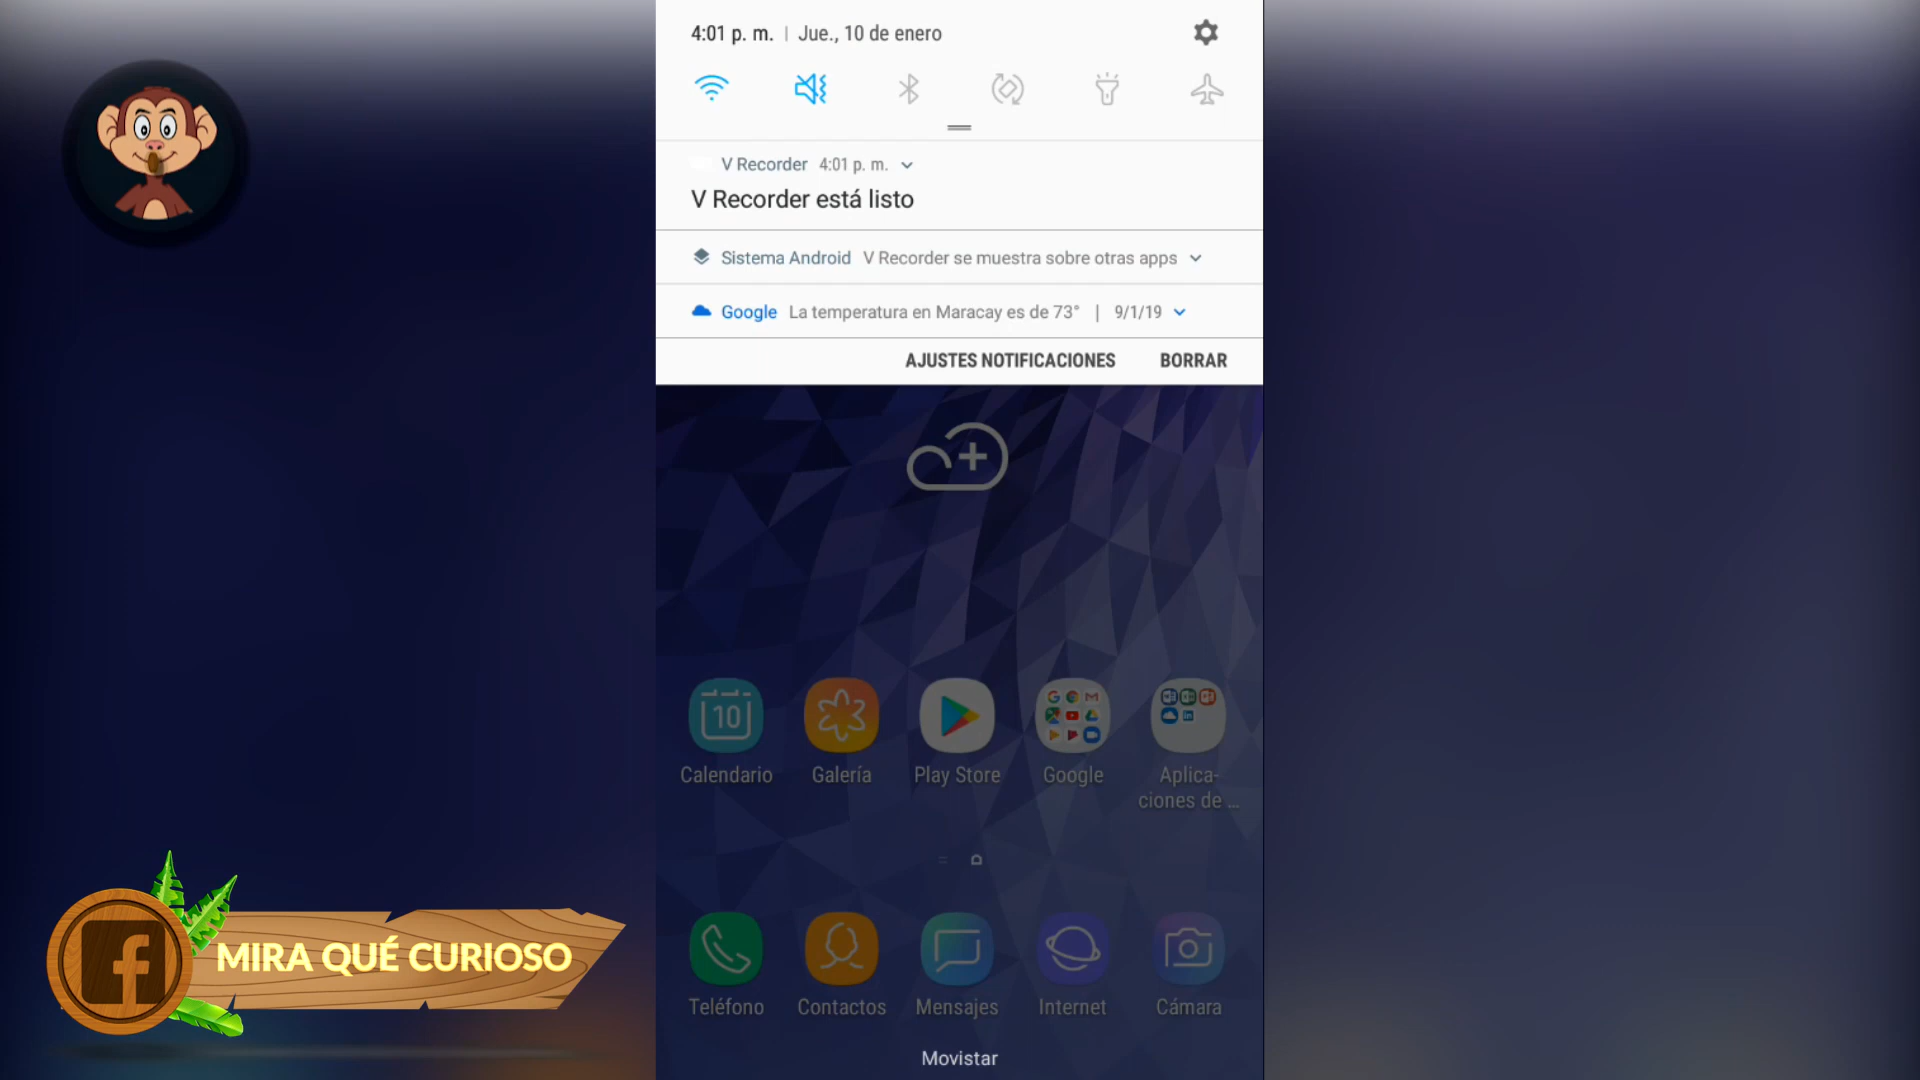 4:01 p. m. | Jue., 10 de enero
V Recorder 4:01 p. m.
V Recorder está listo
Sistema Android V Recorder se muestra sobre otras apps
Google La temperatura en Maracay es de 73° | 9/1/19
AJUSTES NOTIFICACIONES BORRAR
10
Calendario Galería Play Store Google Aplica-
ciones de ...
MIRA QUÉ CURIOSO
Teléfono Contactos Mensajes Internet Cámara
Movistar